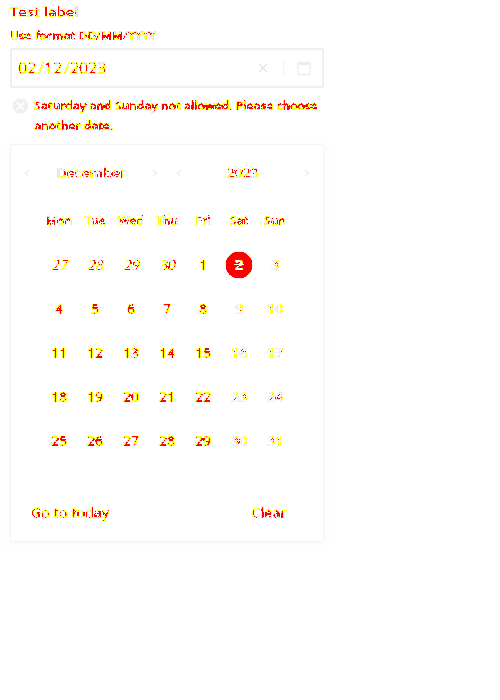 Test label
Use format DD/MM/YYYY
02/12/2023
Saturday and Sunday not allowed. Please choose
another date.
December 2023
Mon Tue Wed Thu Fri Sat Sun
27 28 29 30 1 2 3
4 5 6 7 8 9 10
11 12 13 14 15 16 17
18 19 20 21 22 23 24
25 26 27 28 29 30 31
Go to today Clear